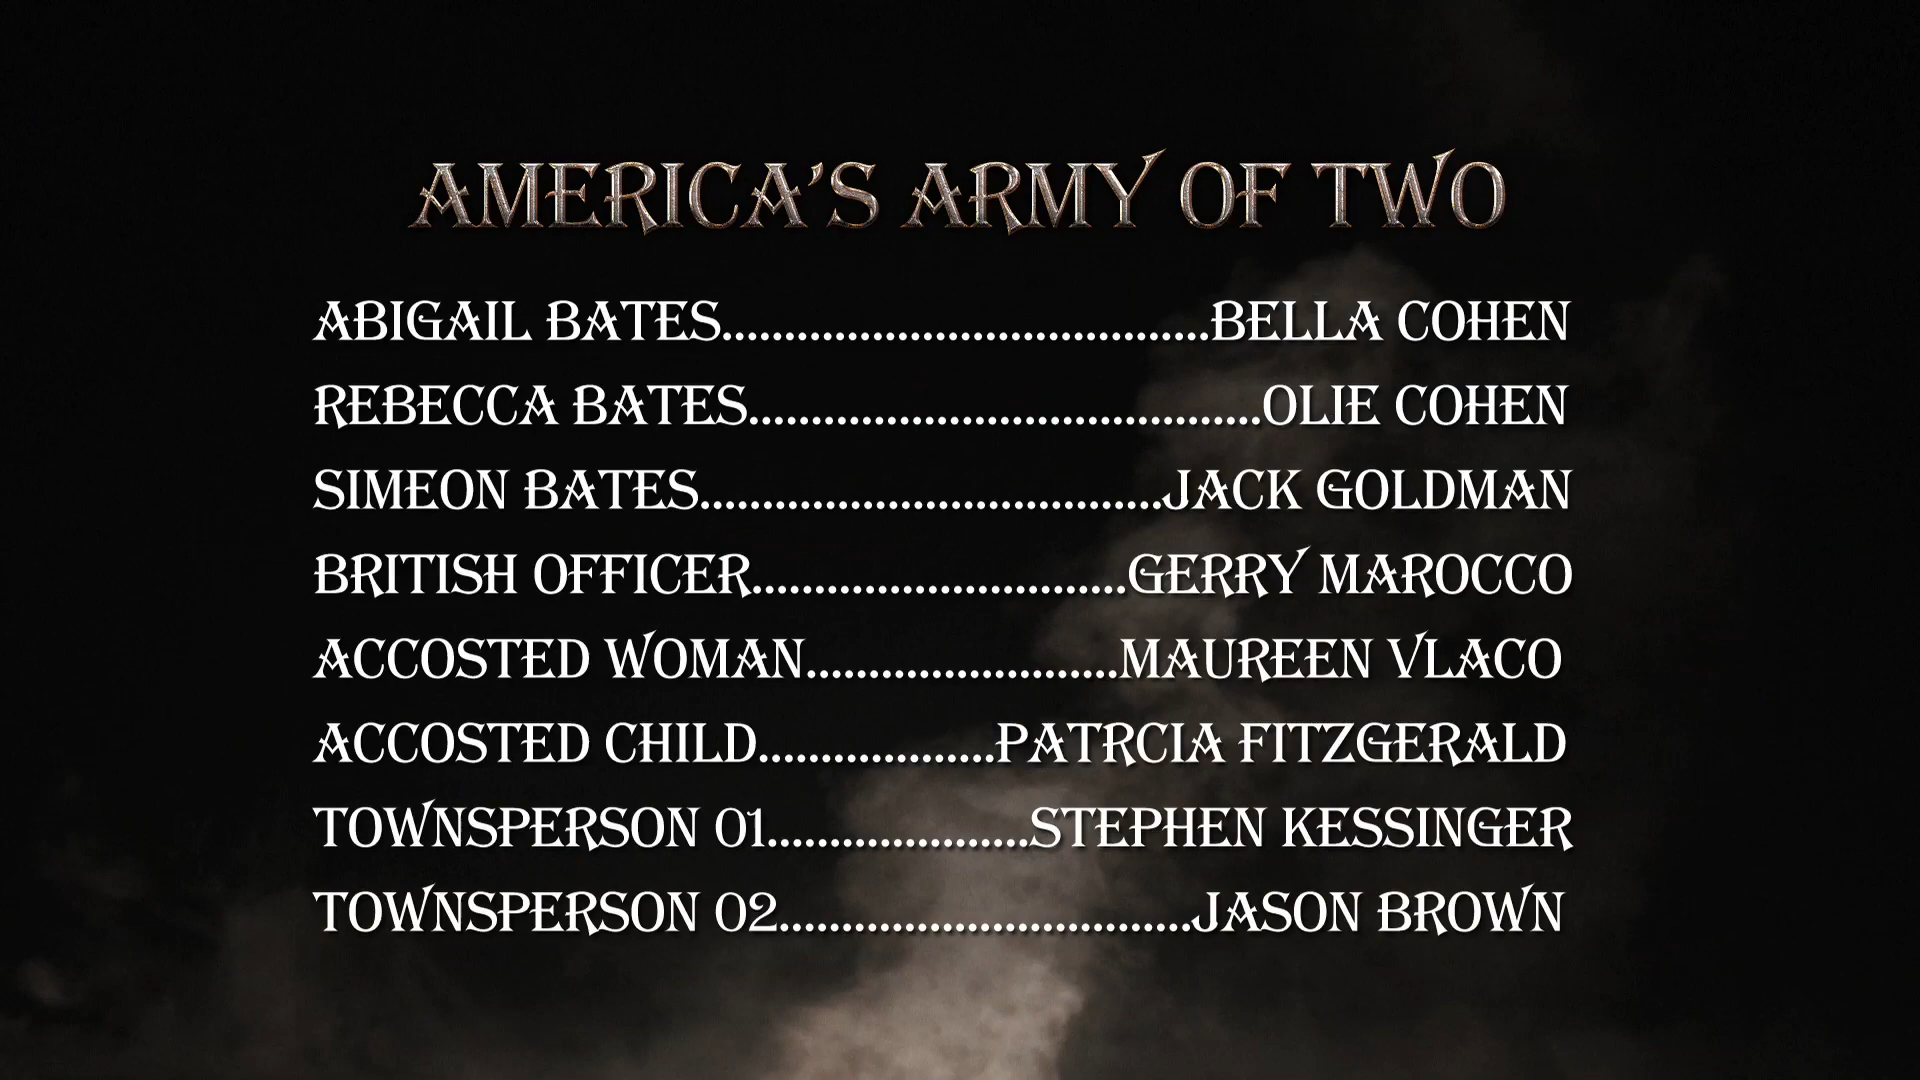 AMERICA'S ARMY OF TWO
ABIGAIL BATES.......................................BELLA COHEN
REBECCA BATES.........................................OLIE COHEN
SIMEON BATES.....................................JACK GOLDMAN
BRITISH OFFICER..............................GERRY MAROCCO
ACCOSTED WOMAN.........................MAUREEN VLACO
ACCOSTED CHILD...................PATRCIA FITZGERALD
TOWNSPERSON 01.....................STEPHEN KESSINGER
TOWNSPERSON 02.................................JASON BROWN